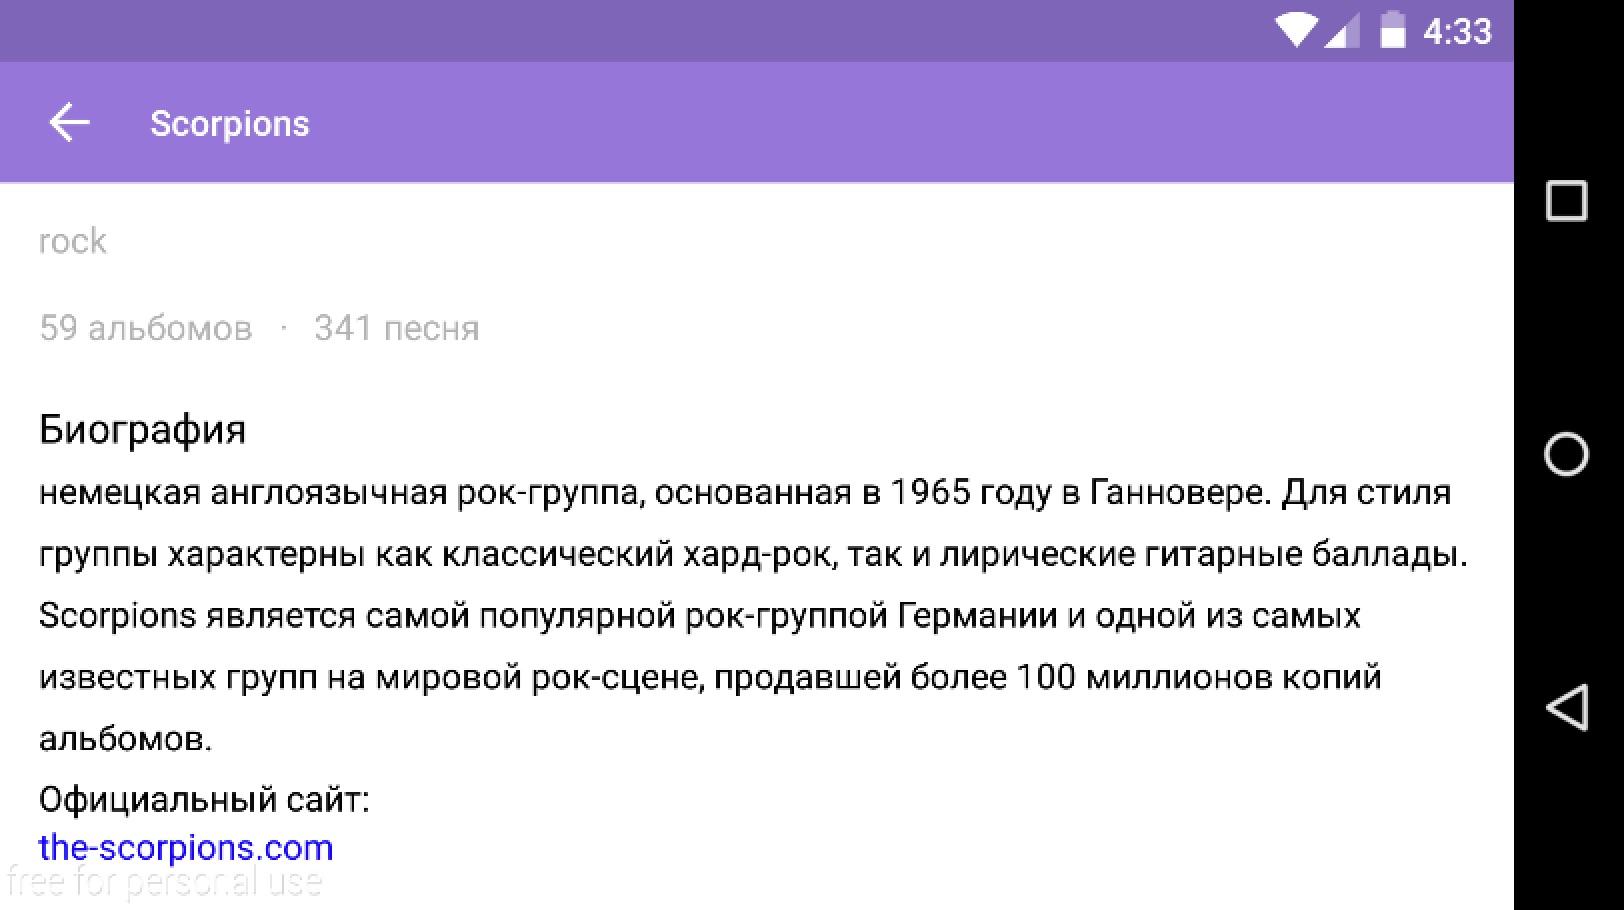 4:33
Scorpions
rock
59 альбомов · 341 песня
Биография
немецкая англоязычная рок-группа, основанная в 1965 году в Ганновере. Для стиля
группы характерны как классический хард-рок, так и лирические гитарные баллады.
Scorpions является самой популярной рок-группой Германии и одной из самых
известных групп на мировой рок-сцене, продавшей более 100 миллионов копий
альбомов.
Официальный сайт:
the-scorpions.com
free for personal use